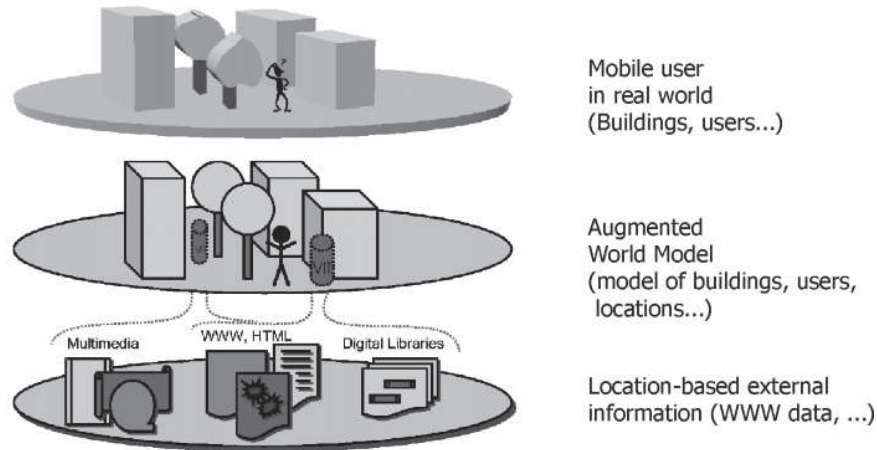 Mobile user
in real world
(Buildings, users...)
Augmented
World Model
(model of buildings, users,
locations...)
VIT
Multimedia
WWW, HTML
Digital Libraries
Location-based external
information (WWW data, ...)